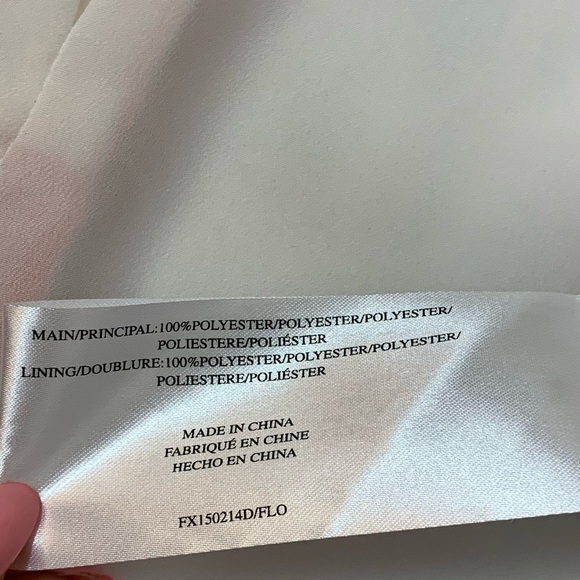 MAIN/PRINCIPAL:100%POLYESTER/POLYESTER/POLYESTER/
POLIESTERE/POLIÉSTER
LINING/DOUBLURE:100%POLYESTER/POLYESTER/POLYESTER/
POLIESTERE/POLIÉSTER
MADE IN CHINA
FABRIQUÉ EN CHINE
HECHO EN CHINA
FX150214D/FLO